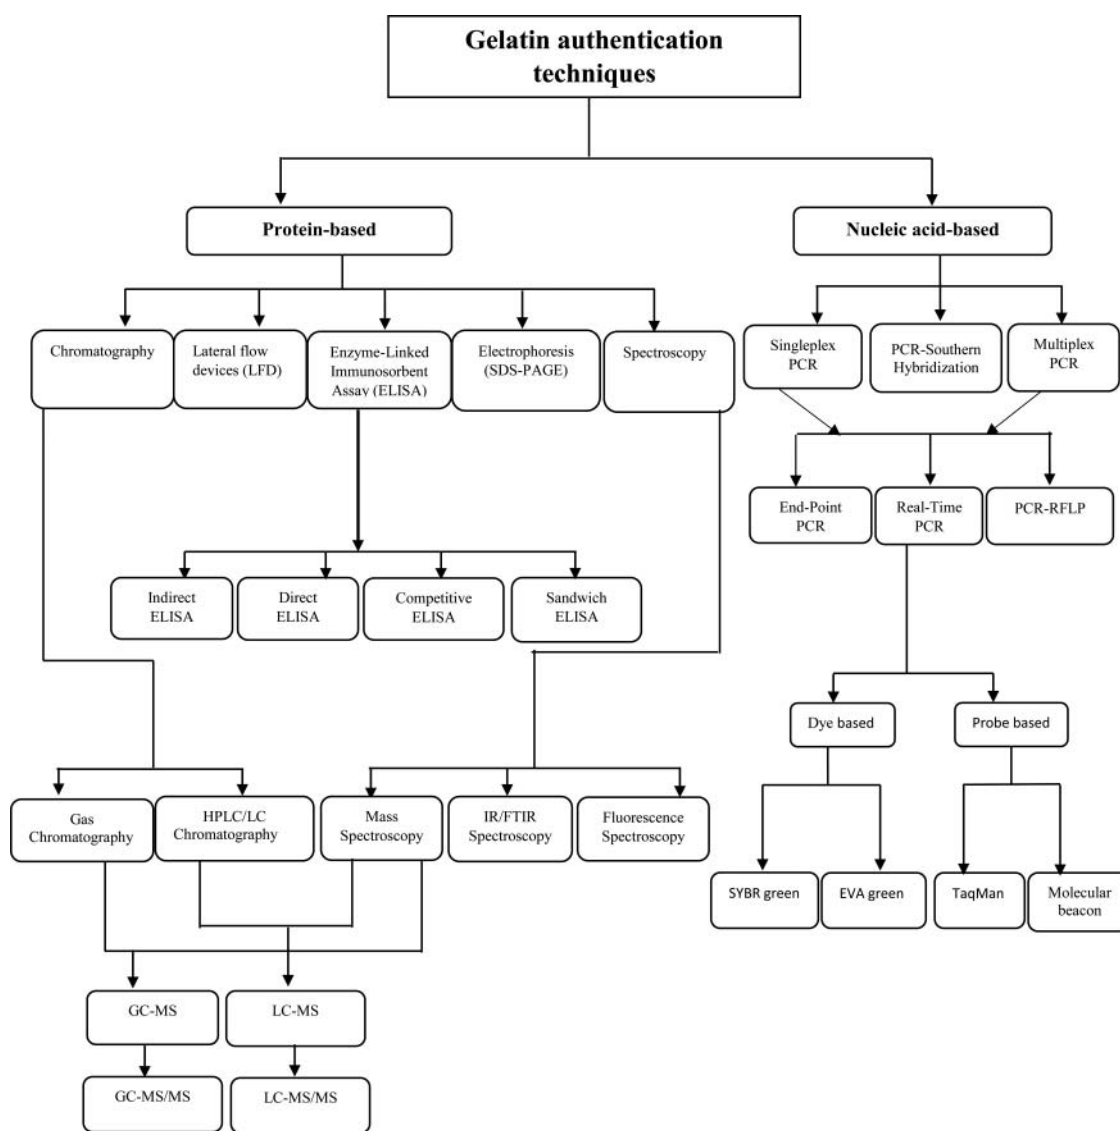 Gelatin authentication
techniques
Protein-based
Nucleic acid-based
Chromatography
Lateral flow
devices (LFD)
Enzyme-Linked
Immunosorbent
Assay (ELISA)
Electrophoresis
(SDS-PAGE)
Spectroscopy
Singleplex
PCR
PCR-Southern
Hybridization
Multiplex
PCR
End-Point
PCR
Real-Time
PCR
PCR-RFLP
Indirect
ELISA
Direct
ELISA
Competitive
ELISA
Sandwich
ELISA
Dye based
Probe based
Gas
Chromatography
HPLC/LC
Chromatography
Mass
Spectroscopy
IR/FTIR
Spectroscopy
Fluorescence
Spectroscopy
SYBR green
EVA green
TaqMan
Molecular
beacon
GC-MS
LC-MS
GC-MS/MS
LC-MS/MS